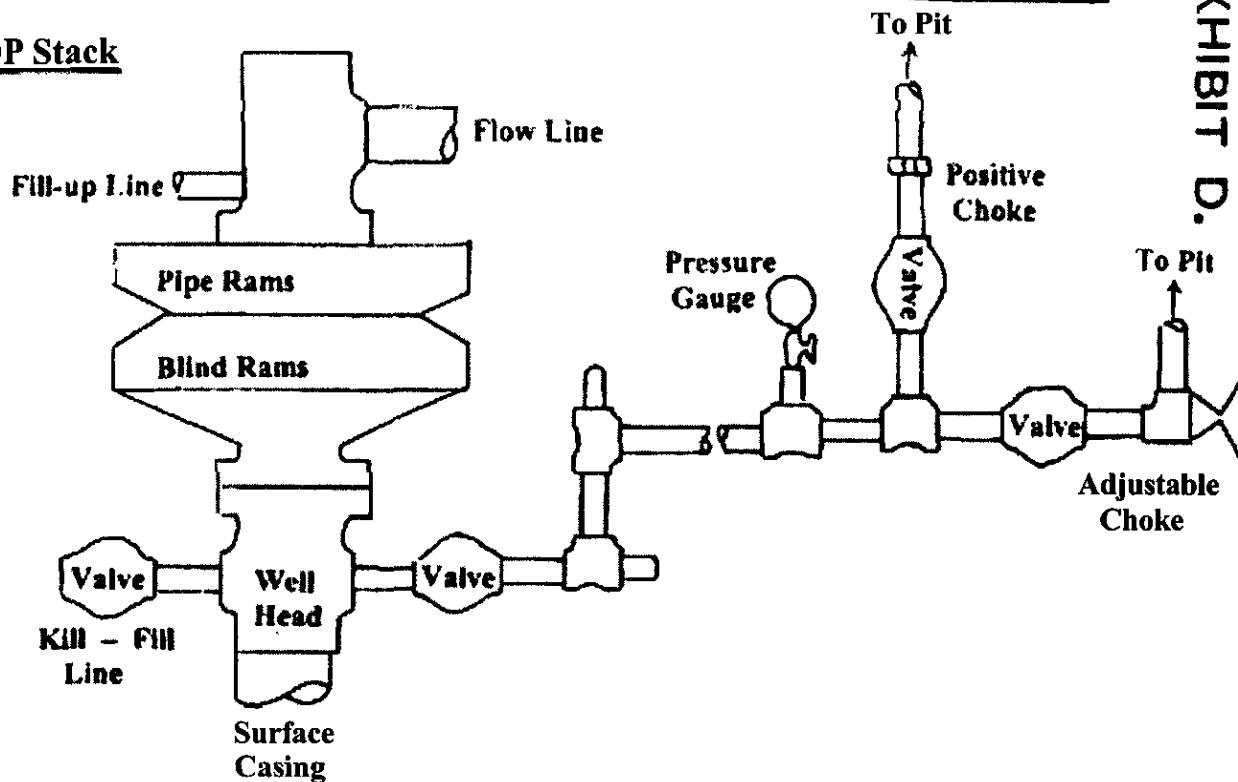 To Pit
P Stack
Flow Line
Fill-up Line
Positive
Choke
XHIBIT D.
To Pit
Pressure
Gauge
Valve
Pipe Rams
Blind Rams
Valve
Adjustable
Choke
Valve
Well
Head
Valve
Kill – Fill
Line
Surface
Casing